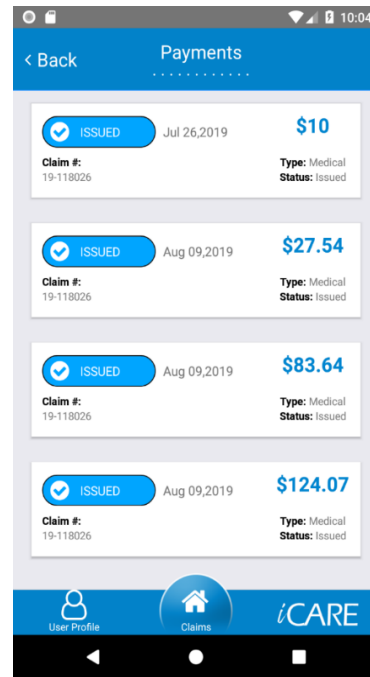 10:04
< Back Payments
ISSUED Jul 26,2019 $10
Claim #: Type: Medical
19-118026 Status: Issued
ISSUED Aug 09,2019 $27.54
Claim #: Type: Medical
19-118026 Status: Issued
ISSUED Aug 09,2019 $83.64
Claim #: Type: Medical
19-118026 Status: Issued
ISSUED Aug 09,2019 $124.07
Claim #: Type: Medical
19-118026 Status: Issued
User Profile Claims iCARE